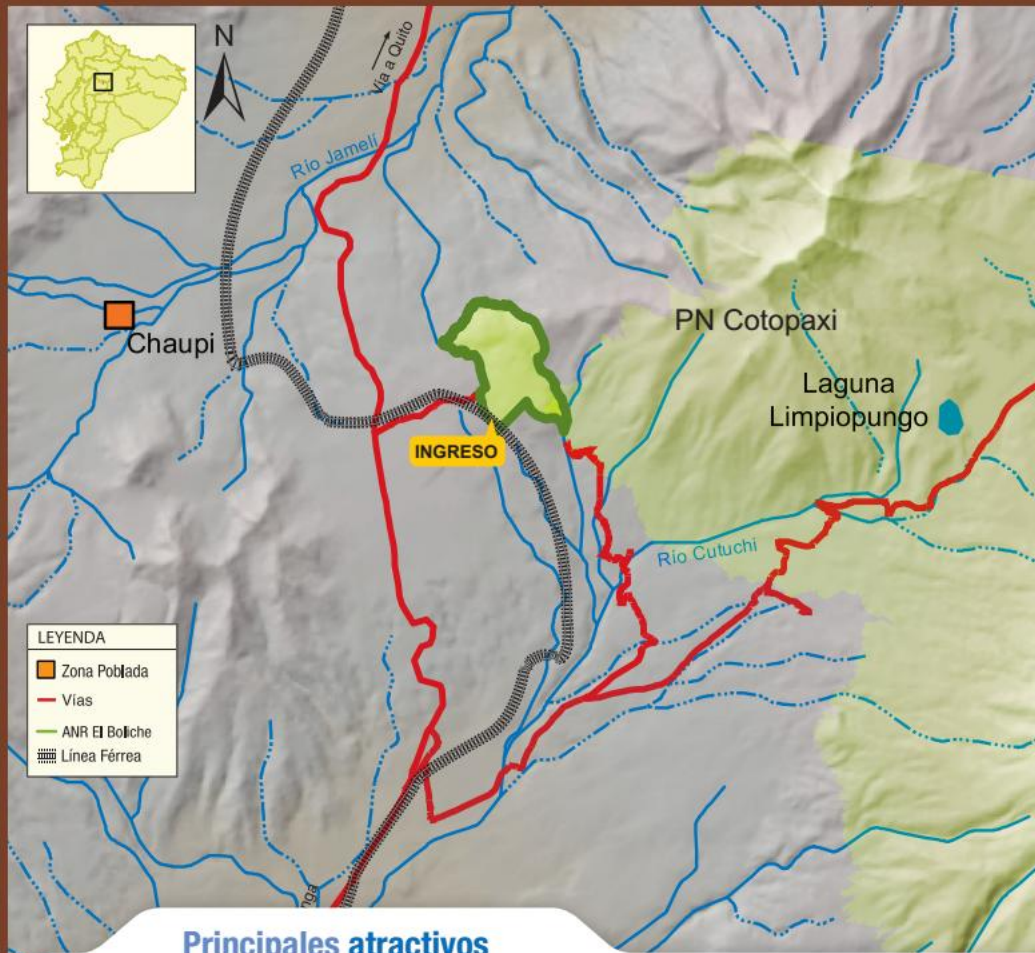 N
Vía a Quito
Río Jamelí
Chaupi
PN Cotopaxi
Laguna
Limpiopungo
INGRESO
Río Cutuchi
LEYENDA
Zona Poblada
Vías
ANR El Boliche
Línea Férrea
Principales atractivos